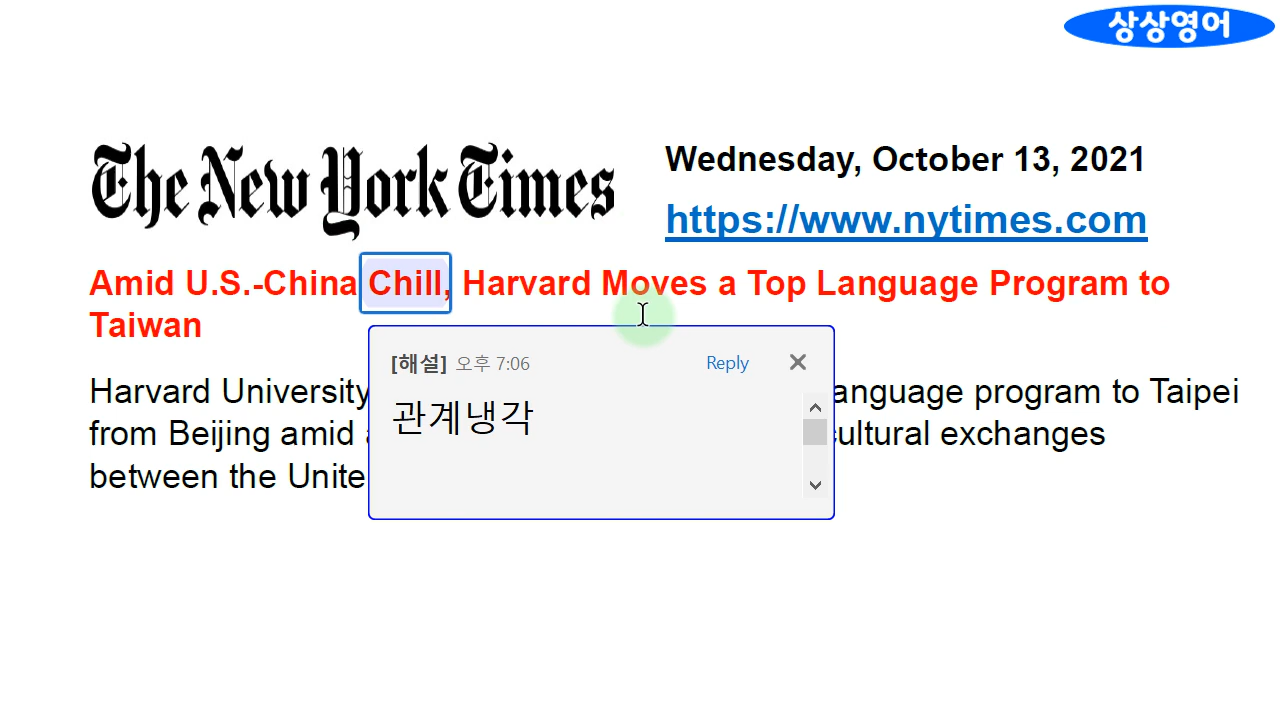 상상영어
The New York Times
Wednesday, October 13, 2021
https://www.nytimes.com
Amid U.S.-China Chill, Harvard Moves a Top Language Program to
Taiwan
[해설] 오후 7:06 Reply
관계냉각
Harvard University anguage program to Taipei
from Beijing amid cultural exchanges
between the Unite